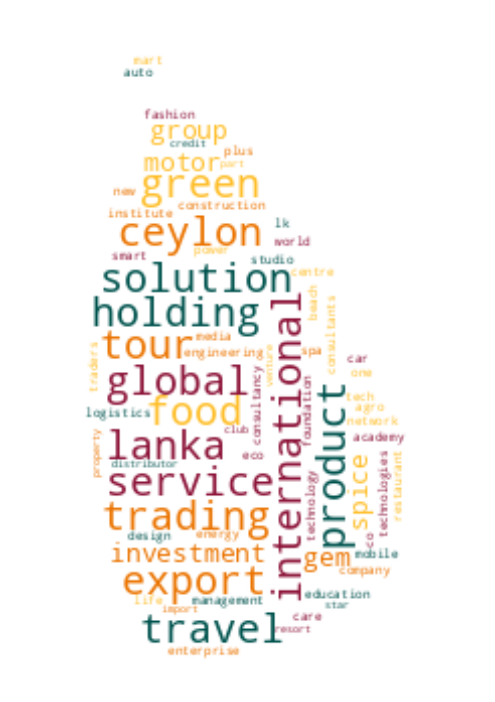 mart
auto
fashion
group
credit
plus
motor
part
new
green
construction
institute
ceylon
lk
world
power
smart
studio
solution
centre
holding
beach
consultants
international
tour
media
engineering
venture
spa
traders
car
one
global
consultancy
foundation
product
tech
agro
food
logistics
network
club
academy
lanka
property
eco
distributor
service
technology
spice
technologies
restaurant
trading
co
design
energy
investment
gem
mobile
company
export
life
management
education
import
star
travel
care
resort
enterprise